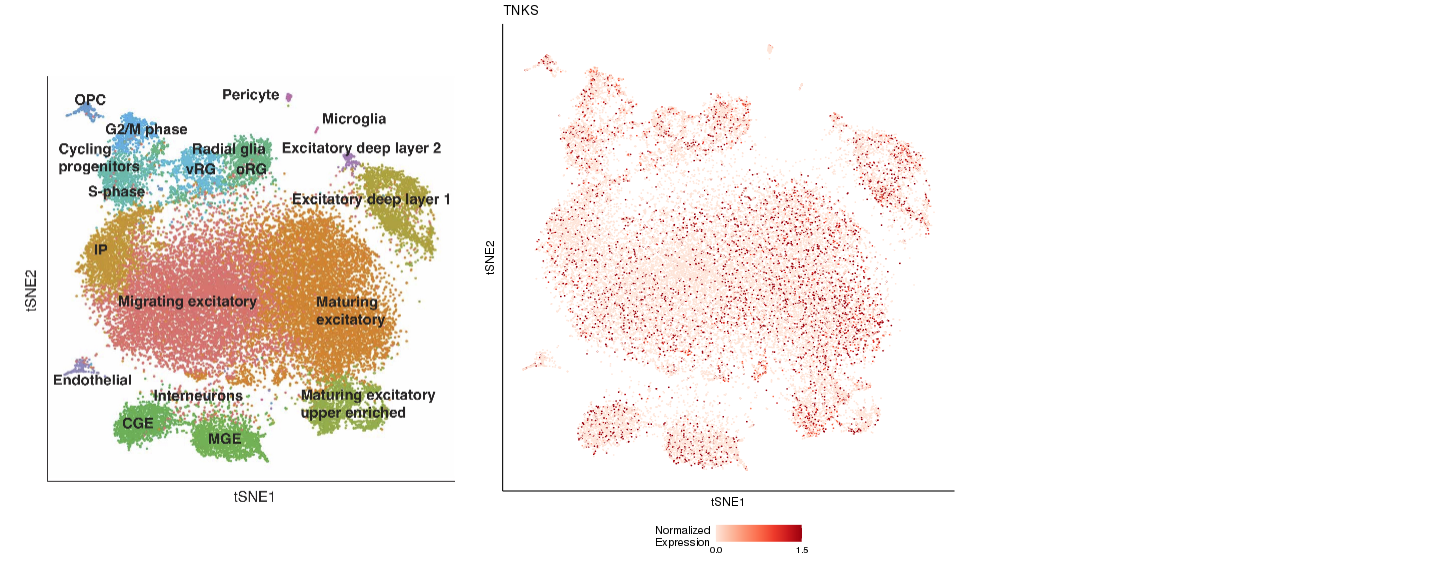 TNKS
OPC
Pericyte
G2/M phase
Microglia
Cycling
progenitors
Radial glia
vRG
oRG
Excitatory deep layer 2
S-phase
Excitatory deep layer 1
IP
Migrating excitatory
Maturing
excitatory
Endothelial
Interneurons
Maturing excitatory
upper enriched
CGE
MGE
tSNE2
tSNE1
tSNE2
tSNE1
Normalized
Expression
0.0
1.5